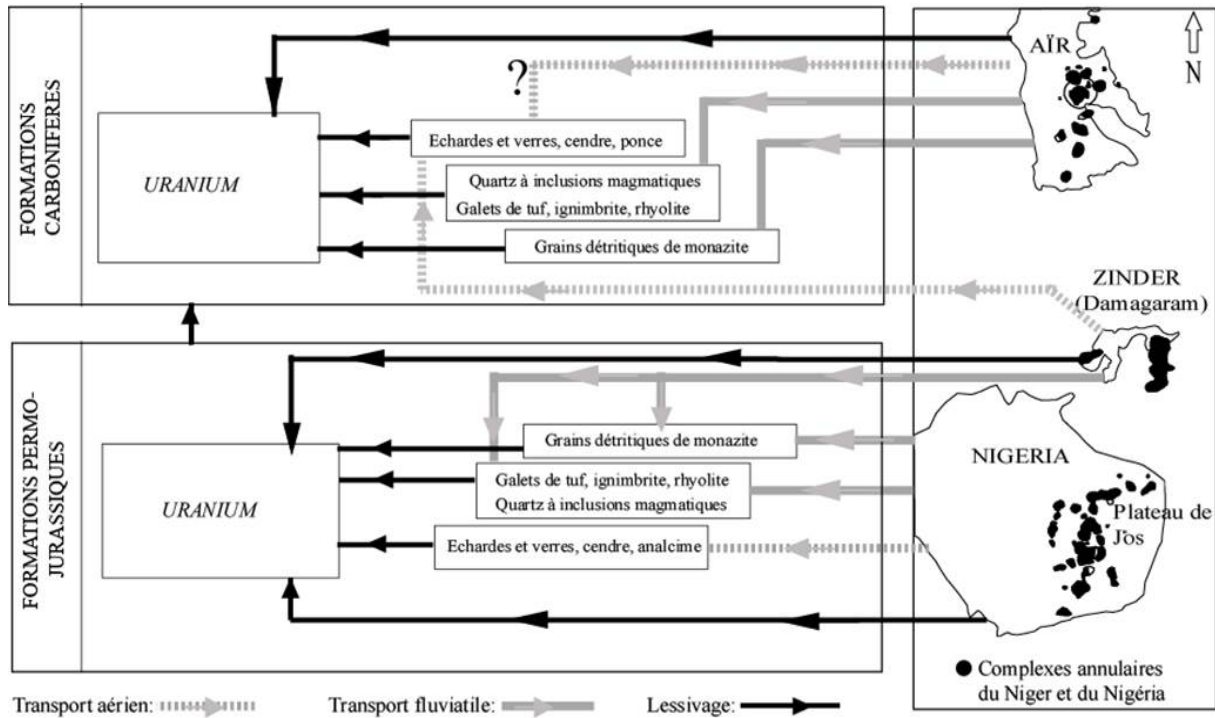 FORMATIONS
CARBONIFERES
URANIUM
?
Echardes et verres, cendre, ponce
Quartz à inclusions magmatiques
Galets de tuf, ignimbrite, rhyolite
Grains détritiques de monazite
AÏR
N
ZINDER
(Damagaram)
FORMATIONS PERMO-
JURASSIQUES
URANIUM
Grains détritiques de monazite
Galets de tuf, ignimbrite, rhyolite
Quartz à inclusions magmatiques
Echardes et verres, cendre, analcime
NIGERIA
Plateau de
Jos
Complexes annulaires
du Niger et du Nigéria
Transport aérien:
Transport fluviatile:
Lessivage: